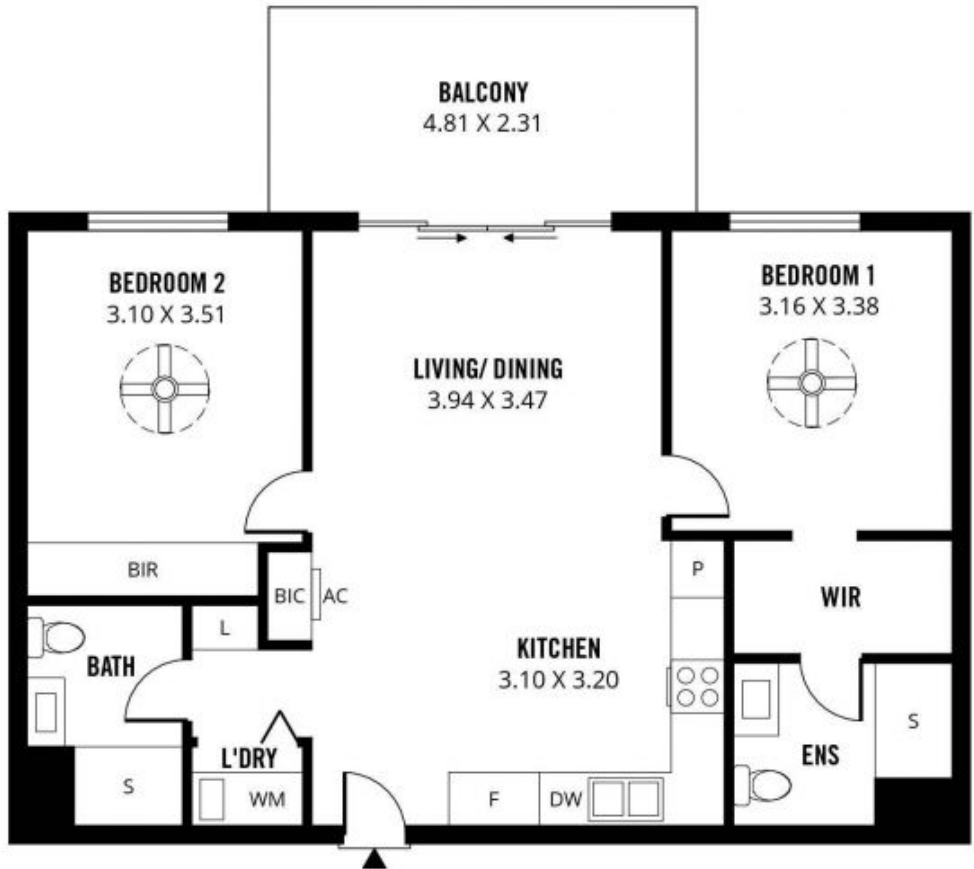 BALCONY
4.81 X 2.31
BEDROOM 2
3.10 X 3.51
BEDROOM 1
3.16 X 3.38
LIVING/ DINING
3.94 X 3.47
BIR
BIC
AC
P
WIR
L
BATH
KITCHEN
3.10 X 3.20
S
L'DRY
WM
F
DW
ENS
S